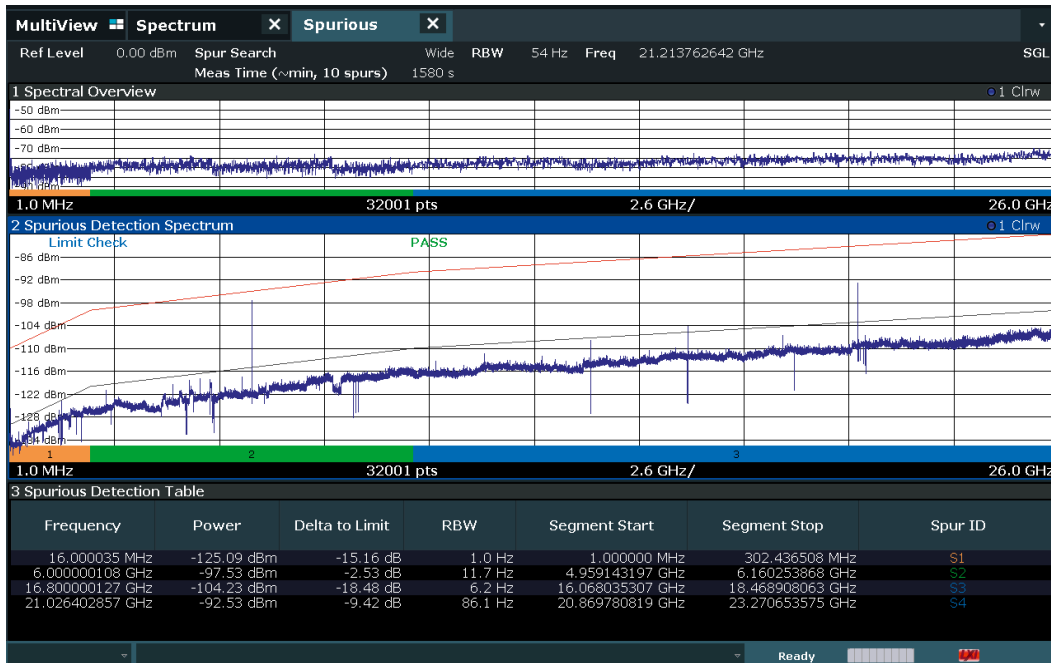 MultiView Spectrum X Spurious X
Ref Level 0.00 dBm Spur Search Wide RBW 54 Hz Freq 21.213762642 GHz SGL
Meas Time (~min, 10 spurs) 1580 s
1 Spectral Overview 1 Clrw
-50 dBm
-60 dBm
-70 dBm
1.0 MHz 32001 pts 2.6 GHz/ 26.0 GHz
2 Spurious Detection Spectrum 1 Clrw
Limit Check PASS
-86 dBm
-92 dBm
-98 dBm
-104 dBm
-110 dBm
-116 dBm
-122 dBm
-128 dBm
1 2 3
1.0 MHz 32001 pts 2.6 GHz/ 26.0 GHz
3 Spurious Detection Table
Frequency Power Delta to Limit RBW Segment Start Segment Stop Spur ID
16.000035 MHz -125.09 dBm -15.16 dB 1.0 Hz 1.000000 MHz 302.436508 MHz S1
6.000000108 GHz -97.53 dBm -2.53 dB 11.7 Hz 4.959143197 GHz 6.160253868 GHz S2
16.800000127 GHz -104.23 dBm -18.48 dB 6.2 Hz 16.068035307 GHz 18.468908063 GHz S3
21.026402857 GHz -92.53 dBm -9.42 dB 86.1 Hz 20.869780819 GHz 23.270653575 GHz S4
Ready LXI